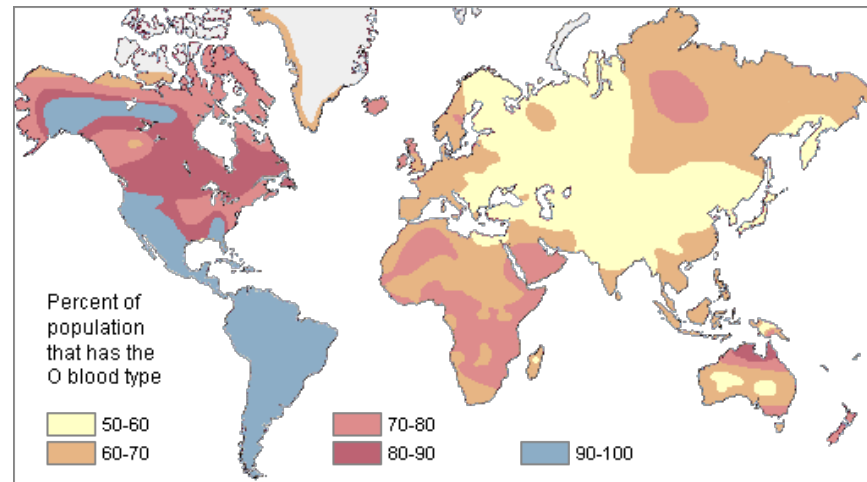 Percent of
population
that has the
O blood type
50-60
60-70
70-80
80-90
90-100